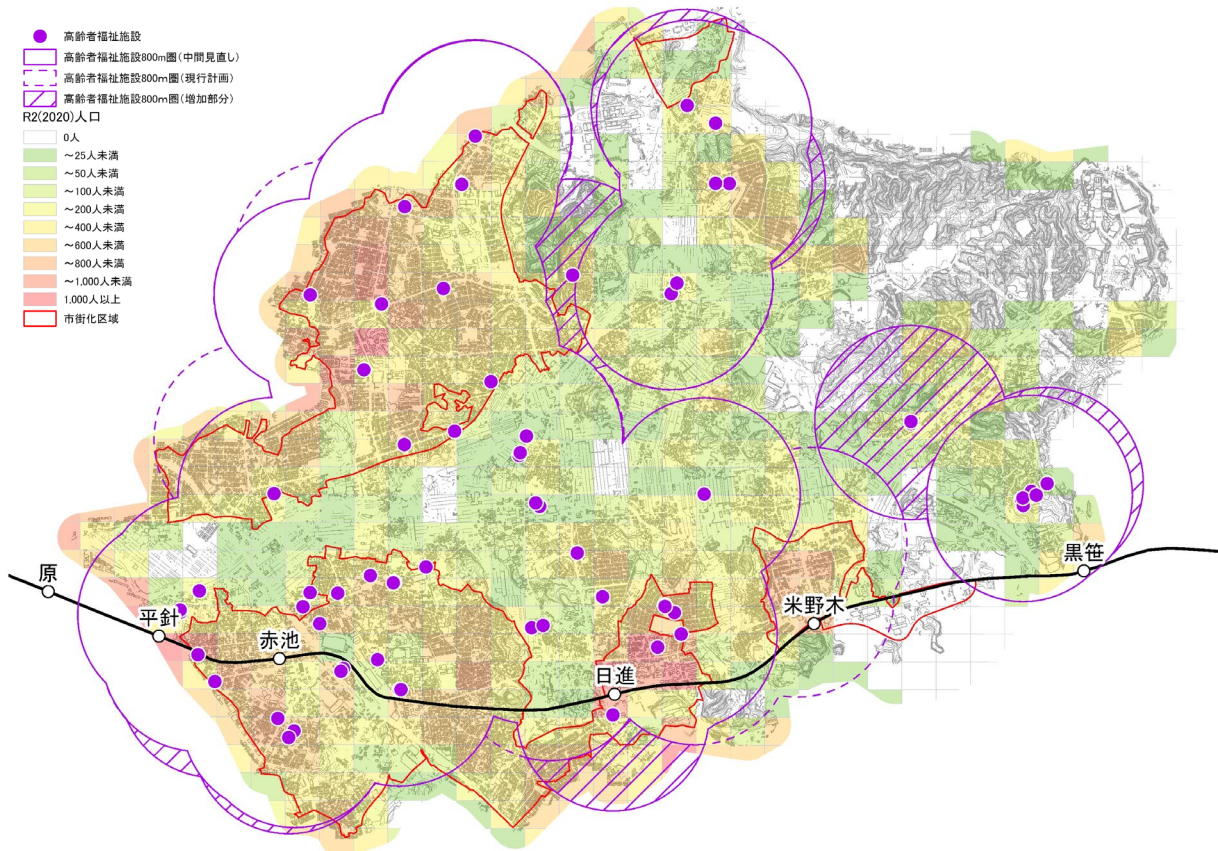 高齢者福祉施設
高齢者福祉施設800m圏(中間見直し)
高齢者福祉施設800m圏(現行計画)
高齢者福祉施設800m圏(増加部分)
R2(2020)人口
0人
～25人未満
～50人未満
～100人未満
～200人未満
～400人未満
～600人未満
～800人未満
～1,000人未満
1,000人以上
市街化区域
原
平針
赤池
日進
米野木
黒笹